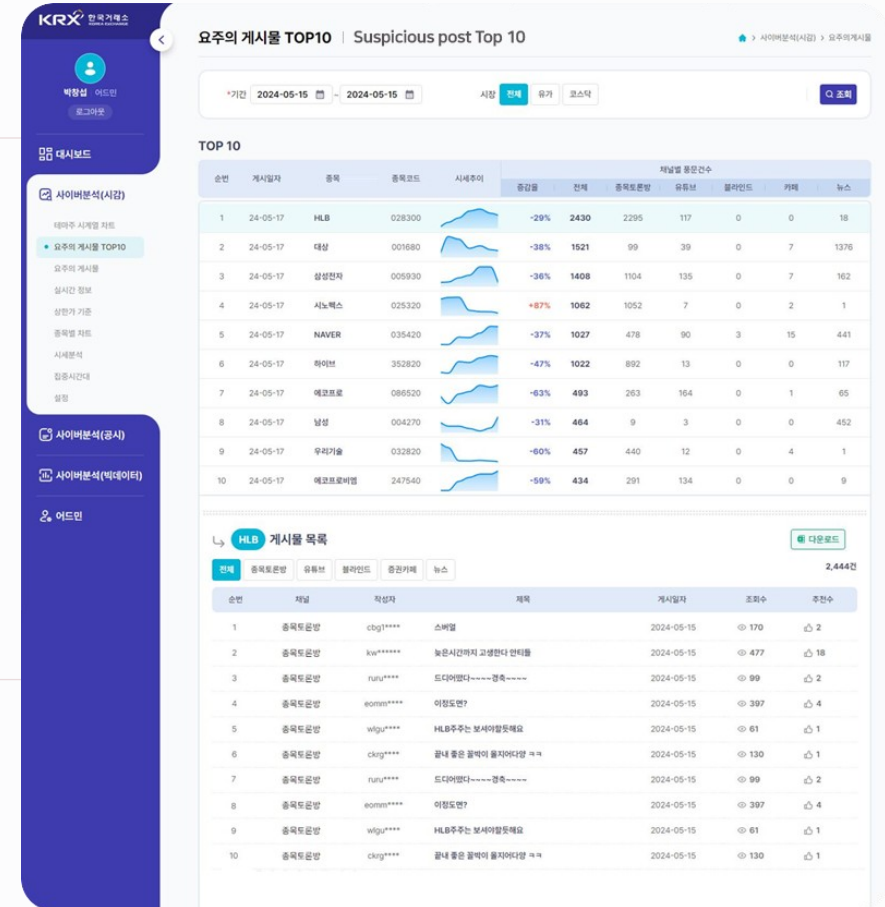 KRX 한국거래소
KOREA EXCHANGE
박창섭 어드민
로그아웃
대시보드
사이버분석(시감)
테마주 시계열 차트
요주의 게시물 TOP10
요주의 게시물
실시간 정보
상한가 기준
종목별 차트
시세분석
집중시간대
설정
사이버분석(공시)
사이버분석(빅데이터)
어드민
요주의 게시물 TOP10 | Suspicious post Top 10
> 사이버분석(시감) > 요주의게시물
*기간 2024-05-15 ~ 2024-05-15 시장 전체 유가 코스닥 조회
TOP 10
순번 게시일자 종목 종목코드 시세추이 채널별 풍문건수
증감율 전체 종목토론방 유튜브 블라인드 카페 뉴스
1 24-05-17 HLB 028300 -29% 2430 2295 117 0 0 18
2 24-05-17 대상 001680 -38% 1521 99 39 0 7 1376
3 24-05-17 삼성전자 005930 -36% 1408 1104 135 0 7 162
4 24-05-17 시노펙스 025320 +87% 1062 1052 7 0 2 1
5 24-05-17 NAVER 035420 -37% 1027 478 90 3 15 441
6 24-05-17 하이브 352820 -47% 1022 892 13 0 0 117
7 24-05-17 에코프로 086520 -63% 493 263 164 0 1 65
8 24-05-17 남성 004270 -31% 464 9 3 0 0 452
9 24-05-17 우리기술 032820 -60% 457 440 12 0 4 1
10 24-05-17 에코프로비엠 247540 -59% 434 291 134 0 0 9
HLB 게시물 목록 다운로드
전체 종목토론방 유튜브 블라인드 증권카페 뉴스 2,444건
순번 채널 작성자 제목 게시일자 조회수 추천수
1 종목토론방 cbg1**** 스버열 2024-05-15 170 2
2 종목토론방 kw****** 늦은시간까지 고생한다 안티들 2024-05-15 477 18
3 종목토론방 ruru**** 드디어떴다~~~~경축~~~~ 2024-05-15 99 2
4 종목토론방 eomm**** 이정도면? 2024-05-15 397 4
5 종목토론방 wlgu**** HLB주주는 보셔야할듯해요 2024-05-15 61 1
6 종목토론방 ckrg**** 끝내 좋은 꿀박이 올지어다양 ㅋㅋ 2024-05-15 130 1
7 종목토론방 ruru**** 드디어떴다~~~~경축~~~~ 2024-05-15 99 2
8 종목토론방 eomm**** 이정도면? 2024-05-15 397 4
9 종목토론방 wlgu**** HLB주주는 보셔야할듯해요 2024-05-15 61 1
10 종목토론방 ckrg**** 끝내 좋은 꿀박이 올지어다양 ㅋㅋ 2024-05-15 130 1